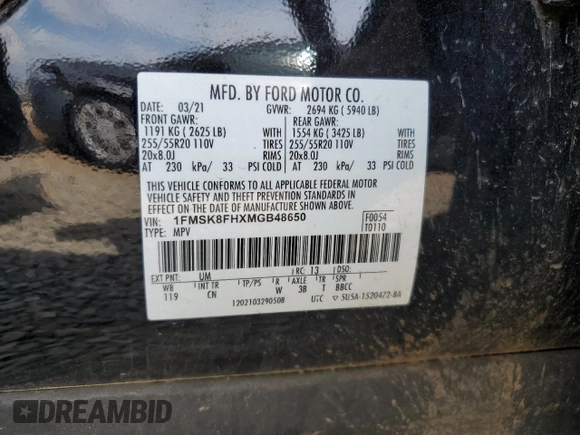 MFD. BY FORD MOTOR CO.
DATE: 03/21 GVWR: 2694 KG ( 5940 LB)
FRONT GAWR: REAR GAWR:
1191 KG ( 2625 LB) WITH 1554 KG ( 3425 LB) WITH
255/55R20 110V TIRES 255/55R20 110V TIRES
20x8.0J RIMS 20x8.0J RIMS
AT 230 kPa/ 33 PSI COLD AT 230 kPa/ 33 PSI COLD
THIS VEHICLE CONFORMS TO ALL APPLICABLE FEDERAL MOTOR
VEHICLE SAFETY AND THEFT PREVENTION STANDARDS IN
EFFECT ON THE DATE OF MANUFACTURE SHOWN ABOVE.
VIN: 1FMSK8FHXMGB48650 F0054
TYPE: MPV T0110
EXT PNT: UM RC: 13 DSO:
WB INT TR TP/PS R AXLE TR SPR
119 CN W 3B T BBCC
1202103290508 UTC 5U5A-1520472-BA
DREAMBID